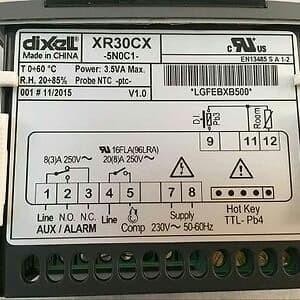 dixell XR30CX
Made in CHINA -5N0C1- c UL US
EN13485 S A 1-2
T 0÷60 °C Power: 3.5VA Max.
R.H. 20÷85% Probe NTC -ptc-
001 # 11/2015 V1.0 *LGFEBXB500*
D.I. Pb3 Room
9 11 12
16FLA(96LRA)
8(3)A 250V~ 20(8)A 250V~
1 2 3 4 5 7 8
Line N.O. N.C. Line Comp Supply Hot Key
AUX / ALARM 230V~ 50-60Hz TTL- Pb4